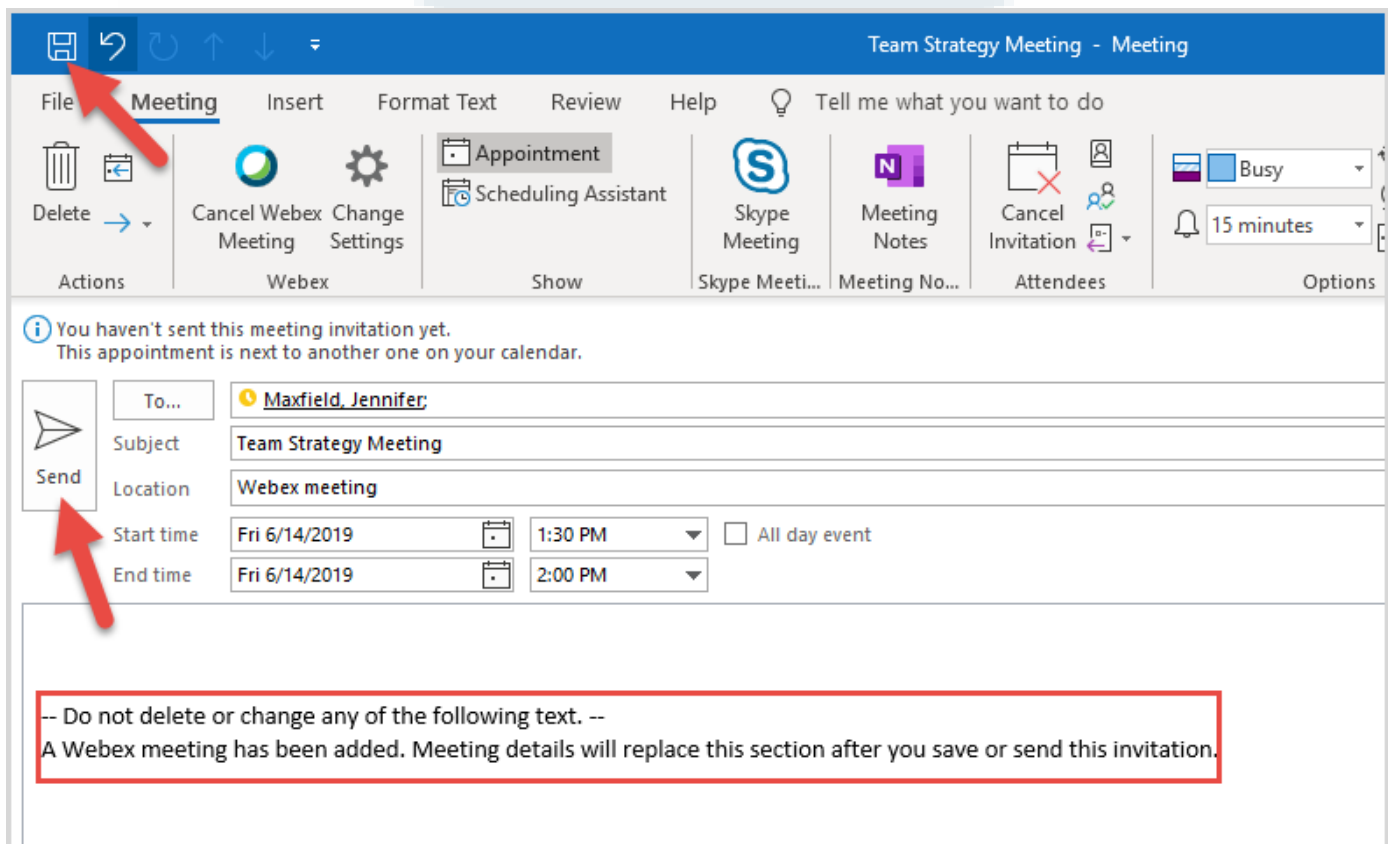 Team Strategy Meeting - Meeting
File Meeting Insert Format Text Review Help Tell me what you want to do
Appointment
Scheduling Assistant
Busy
15 minutes
Delete
Cancel Webex Meeting
Change Settings
Skype Meeting
Meeting Notes
Cancel Invitation
Actions Webex Show Skype Meeti... Meeting No... Attendees Options
You haven't sent this meeting invitation yet.
This appointment is next to another one on your calendar.
Send
To... Maxfield, Jennifer;
Subject Team Strategy Meeting
Location Webex meeting
Start time Fri 6/14/2019 1:30 PM All day event
End time Fri 6/14/2019 2:00 PM
-- Do not delete or change any of the following text. --
A Webex meeting has been added. Meeting details will replace this section after you save or send this invitation.